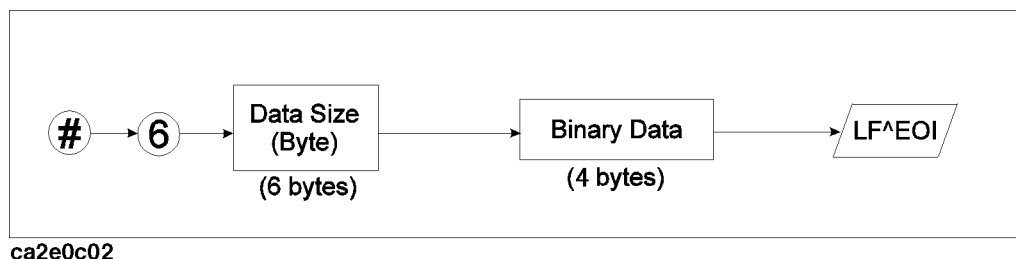 #
6
Data Size
(Byte)
(6 bytes)
Binary Data
(4 bytes)
LF^EOI
ca2e0c02